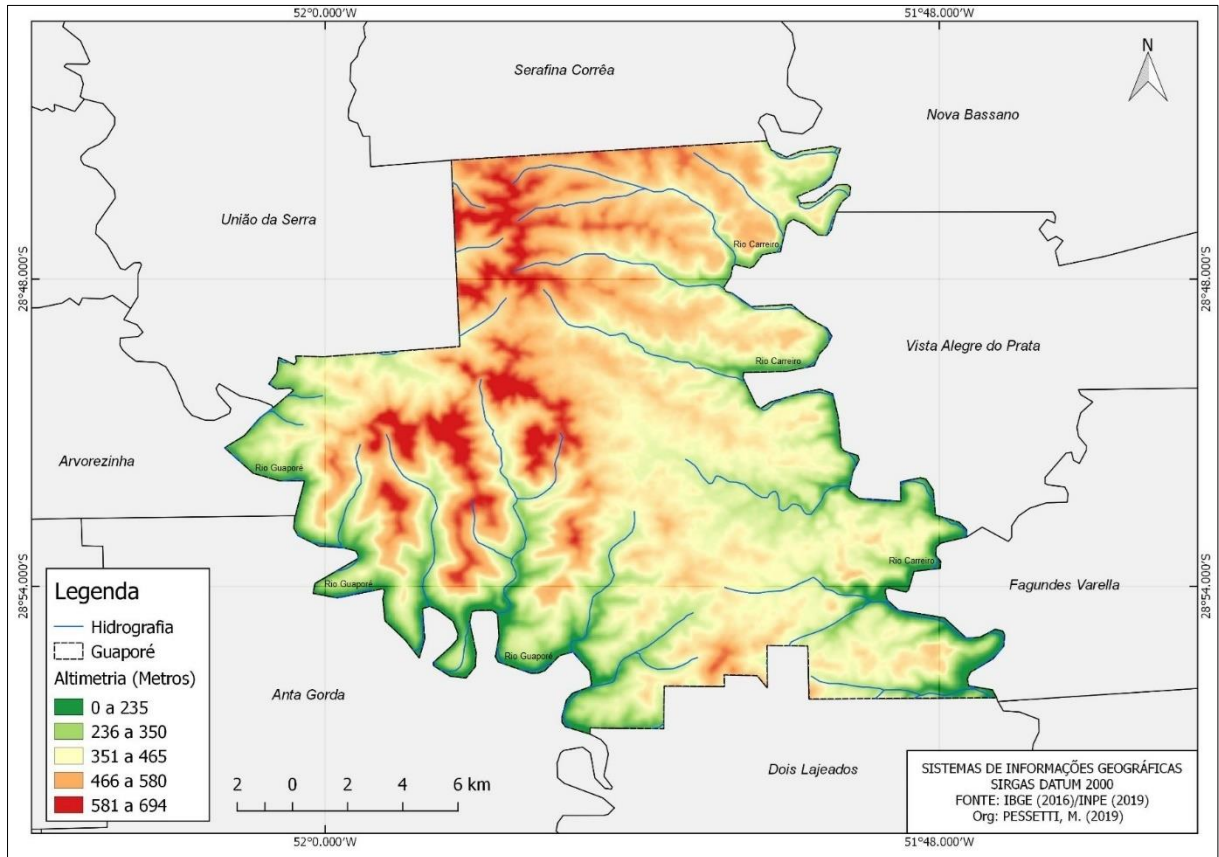 52°0.000'W
51°48.000'W
N
Serafina Corrêa
Nova Bassano
União da Serra
Rio Carreiro
28°48.000'S
28°48.000'S
Vista Alegre do Prata
Rio Carreiro
Arvorezinha
Rio Guaporé
Rio Carreiro
Rio Guaporé
28°54.000'S
28°54.000'S
Fagundes Varella
Rio Guaporé
Anta Gorda
Dois Lajeados
Legenda
Hidrografia
Guaporé
Altimetria (Metros)
0 a 235
236 a 350
351 a 465
466 a 580
581 a 694
2 0 2 4 6 km
SISTEMAS DE INFORMAÇÕES GEOGRÁFICAS
SIRGAS DATUM 2000
FONTE: IBGE (2016)/INPE (2019)
Org: PESSETTI, M. (2019)
52°0.000'W
51°48.000'W